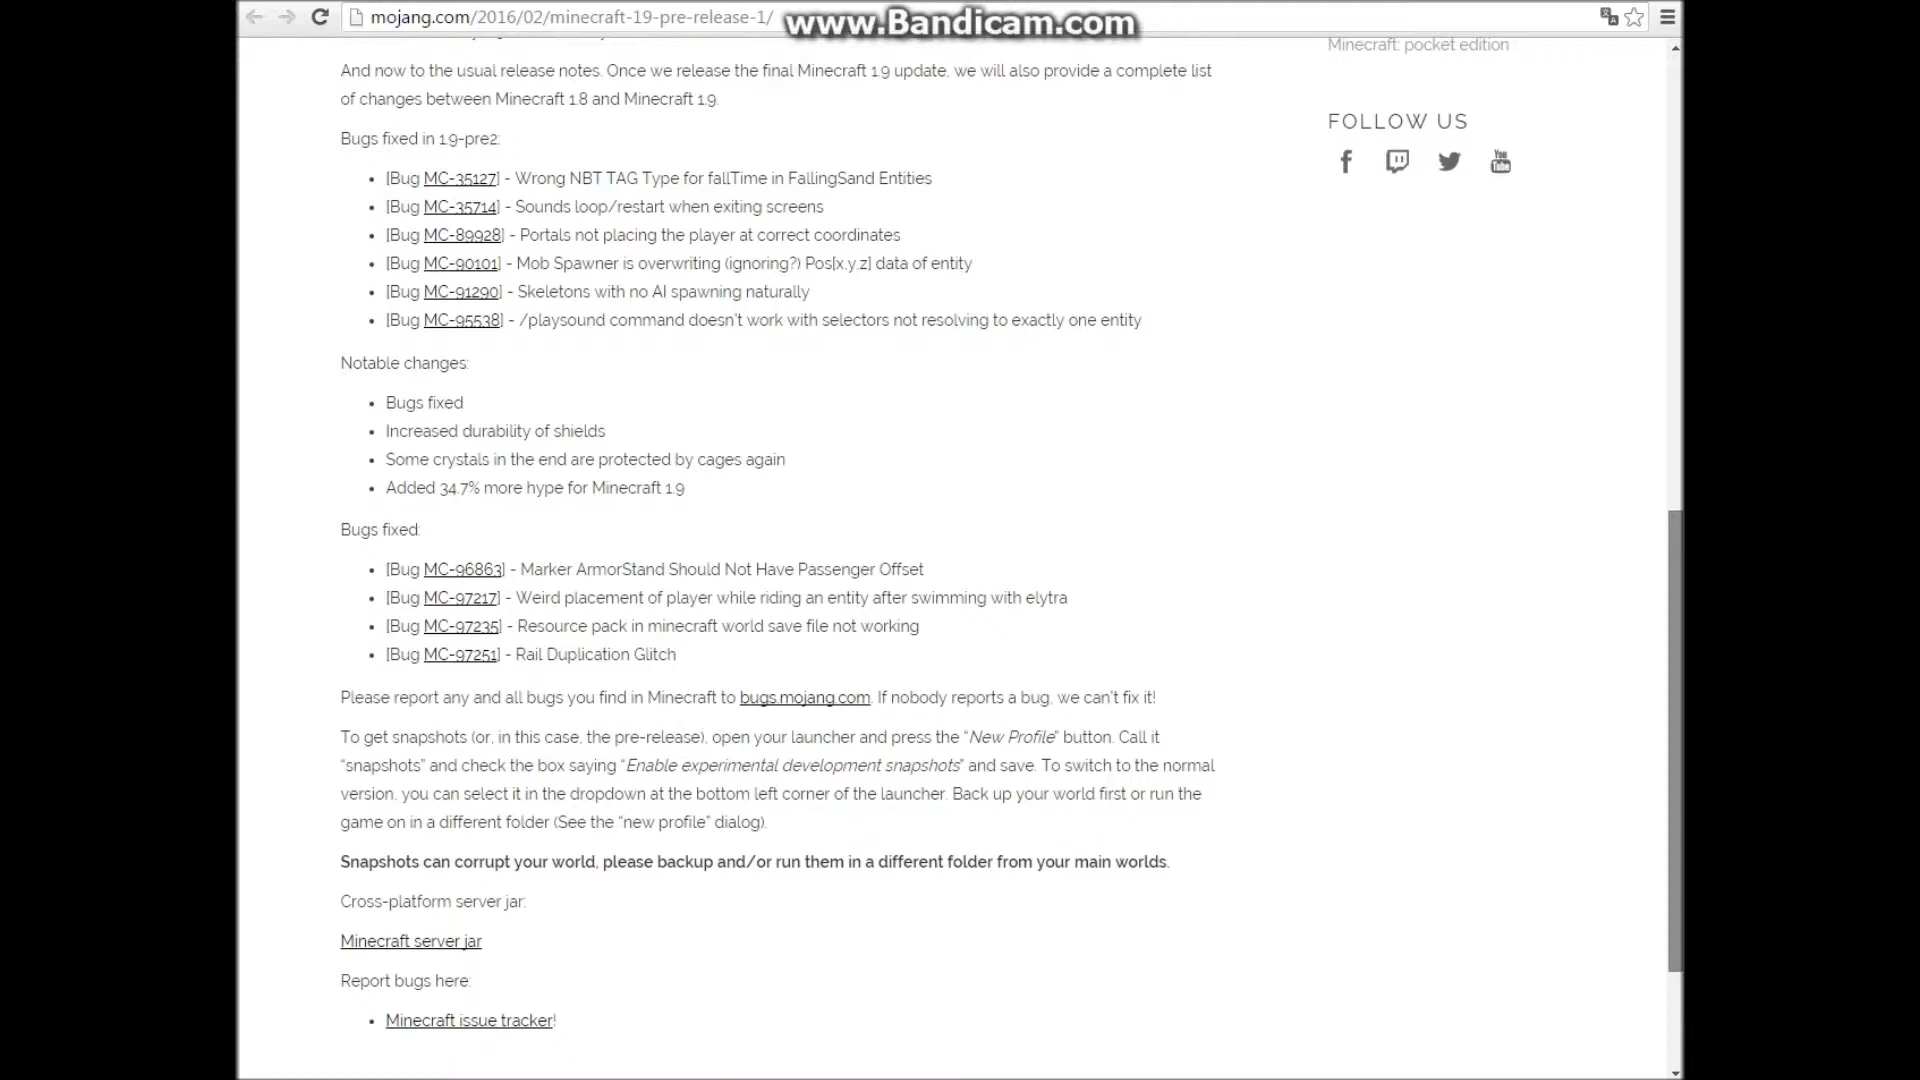 mojang.com/2016/02/minecraft-19-pre-release-1/
www.Bandicam.com
Minecraft: pocket edition
And now to the usual release notes. Once we release the final Minecraft 1.9 update, we will also provide a complete list
of changes between Minecraft 1.8 and Minecraft 1.9.
FOLLOW US
You
Tube
Bugs fixed in 1.9-pre2:
• [Bug MC-35127] - Wrong NBT TAG Type for fallTime in FallingSand Entities
• [Bug MC-35714] - Sounds loop/restart when exiting screens
• [Bug MC-89928] - Portals not placing the player at correct coordinates
• [Bug MC-90101] - Mob Spawner is overwriting (ignoring?) Pos[x,y,z] data of entity
• [Bug MC-91290] - Skeletons with no AI spawning naturally
• [Bug MC-95538] - /playsound command doesn't work with selectors not resolving to exactly one entity
Notable changes:
• Bugs fixed
• Increased durability of shields
• Some crystals in the end are protected by cages again
• Added 34.7% more hype for Minecraft 1.9
Bugs fixed:
• [Bug MC-96863] - Marker ArmorStand Should Not Have Passenger Offset
• [Bug MC-97217] - Weird placement of player while riding an entity after swimming with elytra
• [Bug MC-97235] - Resource pack in minecraft world save file not working
• [Bug MC-97251] - Rail Duplication Glitch
Please report any and all bugs you find in Minecraft to bugs.mojang.com. If nobody reports a bug, we can't fix it!
To get snapshots (or, in this case, the pre-release), open your launcher and press the “New Profile” button. Call it
“snapshots” and check the box saying “Enable experimental development snapshots” and save. To switch to the normal
version, you can select it in the dropdown at the bottom left corner of the launcher. Back up your world first or run the
game on in a different folder (See the “new profile” dialog).
Snapshots can corrupt your world, please backup and/or run them in a different folder from your main worlds.
Cross-platform server jar:
Minecraft server jar
Report bugs here:
• Minecraft issue tracker!